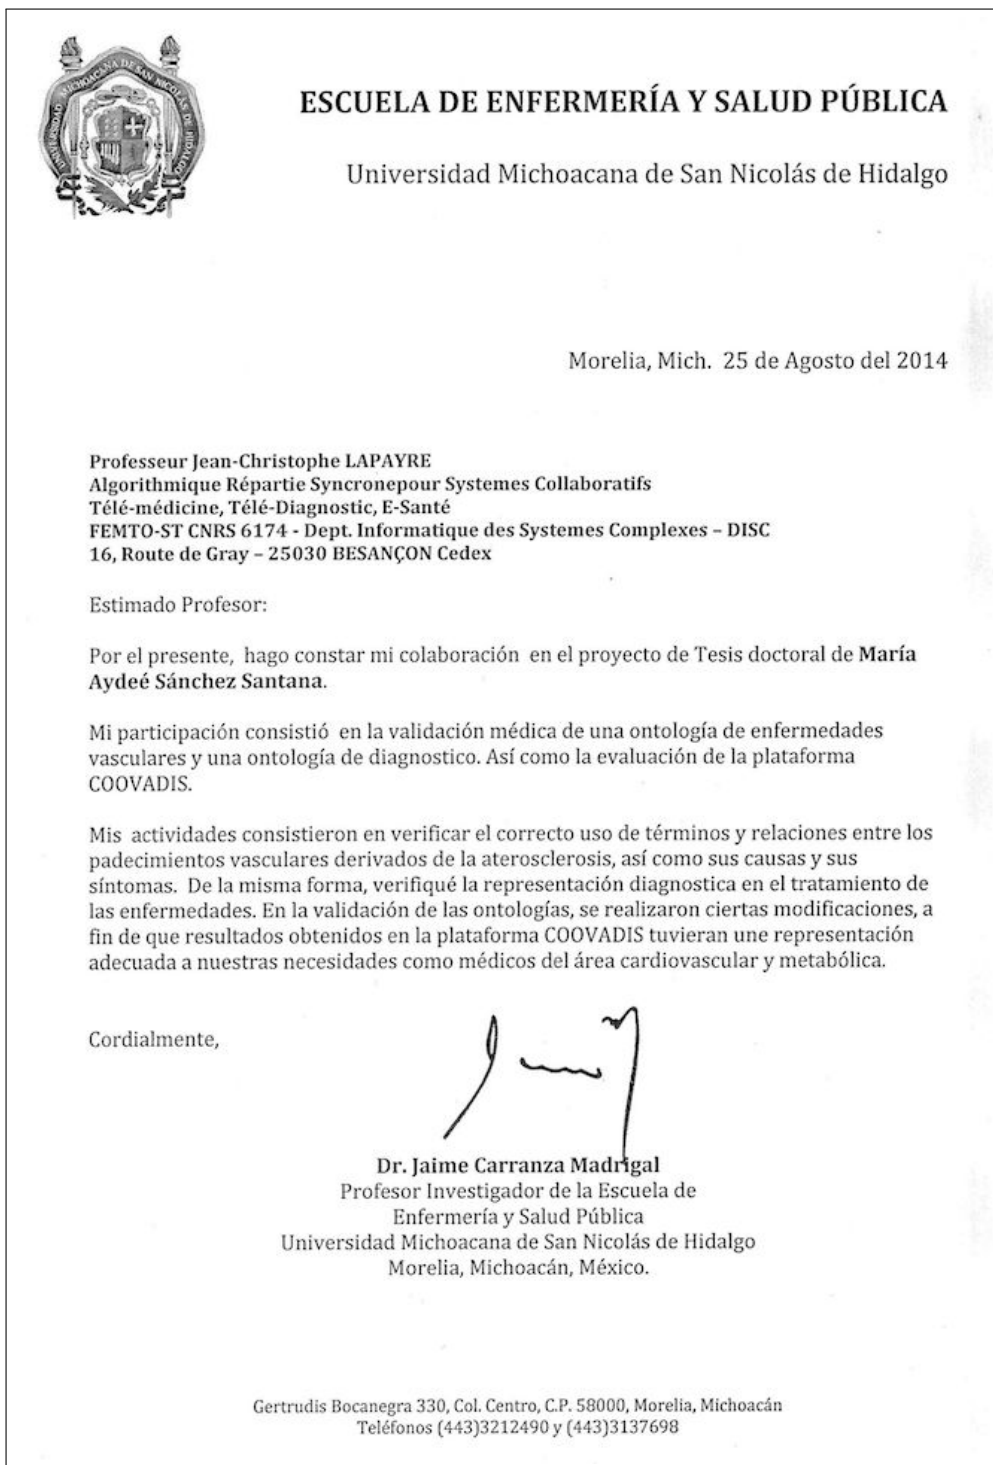 UNIVERSIDAD MICHOACANA DE SAN NICOLAS DE HIDALGO
ESCUELA DE ENFERMERÍA Y SALUD PÚBLICA
Universidad Michoacana de San Nicolás de Hidalgo
Morelia, Mich.  25 de Agosto del 2014
Professeur Jean-Christophe LAPAYRE
Algorithmique Répartie Syncronepour Systemes Collaboratifs
Télé-médicine, Télé-Diagnostic, E-Santé
FEMTO-ST CNRS 6174 - Dept. Informatique des Systemes Complexes – DISC
16, Route de Gray – 25030 BESANÇON Cedex
Estimado Profesor:
Por el presente,  hago constar mi colaboración  en el proyecto de Tesis doctoral de María
Aydeé Sánchez Santana.
Mi participación consistió  en la validación médica de una ontología de enfermedades
vasculares y una ontología de diagnostico. Así como la evaluación de la plataforma
COOVADIS.
Mis  actividades consistieron en verificar el correcto uso de términos y relaciones entre los
padecimientos vasculares derivados de la aterosclerosis, así como sus causas y sus
síntomas.  De la misma forma, verifiqué la representación diagnostica en el tratamiento de
las enfermedades. En la validación de las ontologías, se realizaron ciertas modificaciones, a
fin de que resultados obtenidos en la plataforma COOVADIS tuvieran une representación
adecuada a nuestras necesidades como médicos del área cardiovascular y metabólica.
Cordialmente,
Dr. Jaime Carranza Madrigal
Profesor Investigador de la Escuela de
Enfermería y Salud Pública
Universidad Michoacana de San Nicolás de Hidalgo
Morelia, Michoacán, México.
Gertrudis Bocanegra 330, Col. Centro, C.P. 58000, Morelia, Michoacán
Teléfonos (443)3212490 y (443)3137698